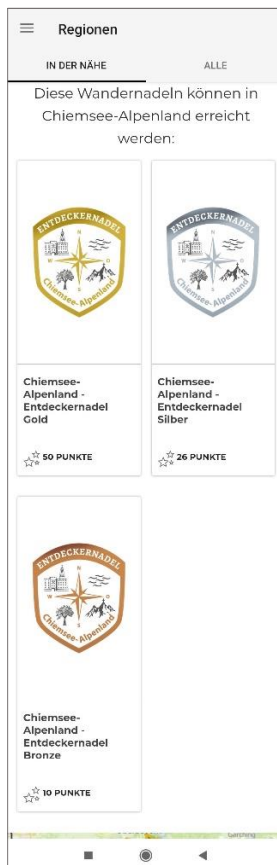 Regionen
IN DER NÄHE
ALLE
Diese Wandernadeln können in
Chiemsee-Alpenland erreicht
werden:
ENTDECKERNADEL
N
W
O
S
Chiemsee-Alpenland
Chiemsee-
Alpenland -
Entdeckernadel
Gold
50 PUNKTE
ENTDECKERNADEL
N
W
O
S
Chiemsee-Alpenland
Chiemsee-
Alpenland -
Entdeckernadel
Silber
26 PUNKTE
ENTDECKERNADEL
N
W
O
S
Chiemsee-Alpenland
Chiemsee-
Alpenland -
Entdeckernadel
Bronze
10 PUNKTE